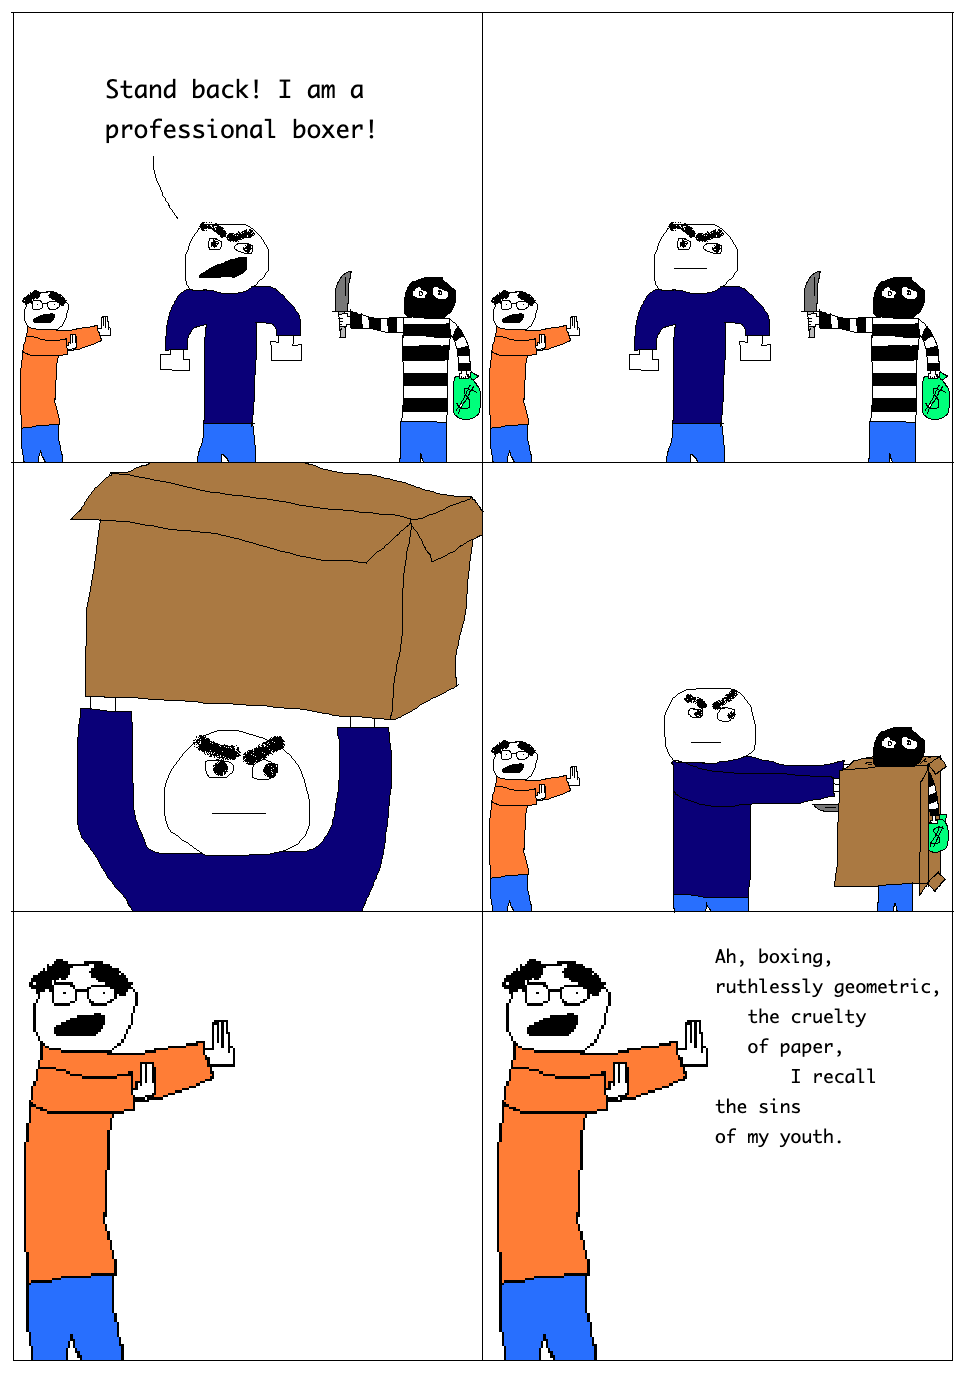 Stand back! I am a
professional boxer!
$
$
$
Ah, boxing,
ruthlessly geometric,
the cruelty
of paper,
I recall
the sins
of my youth.